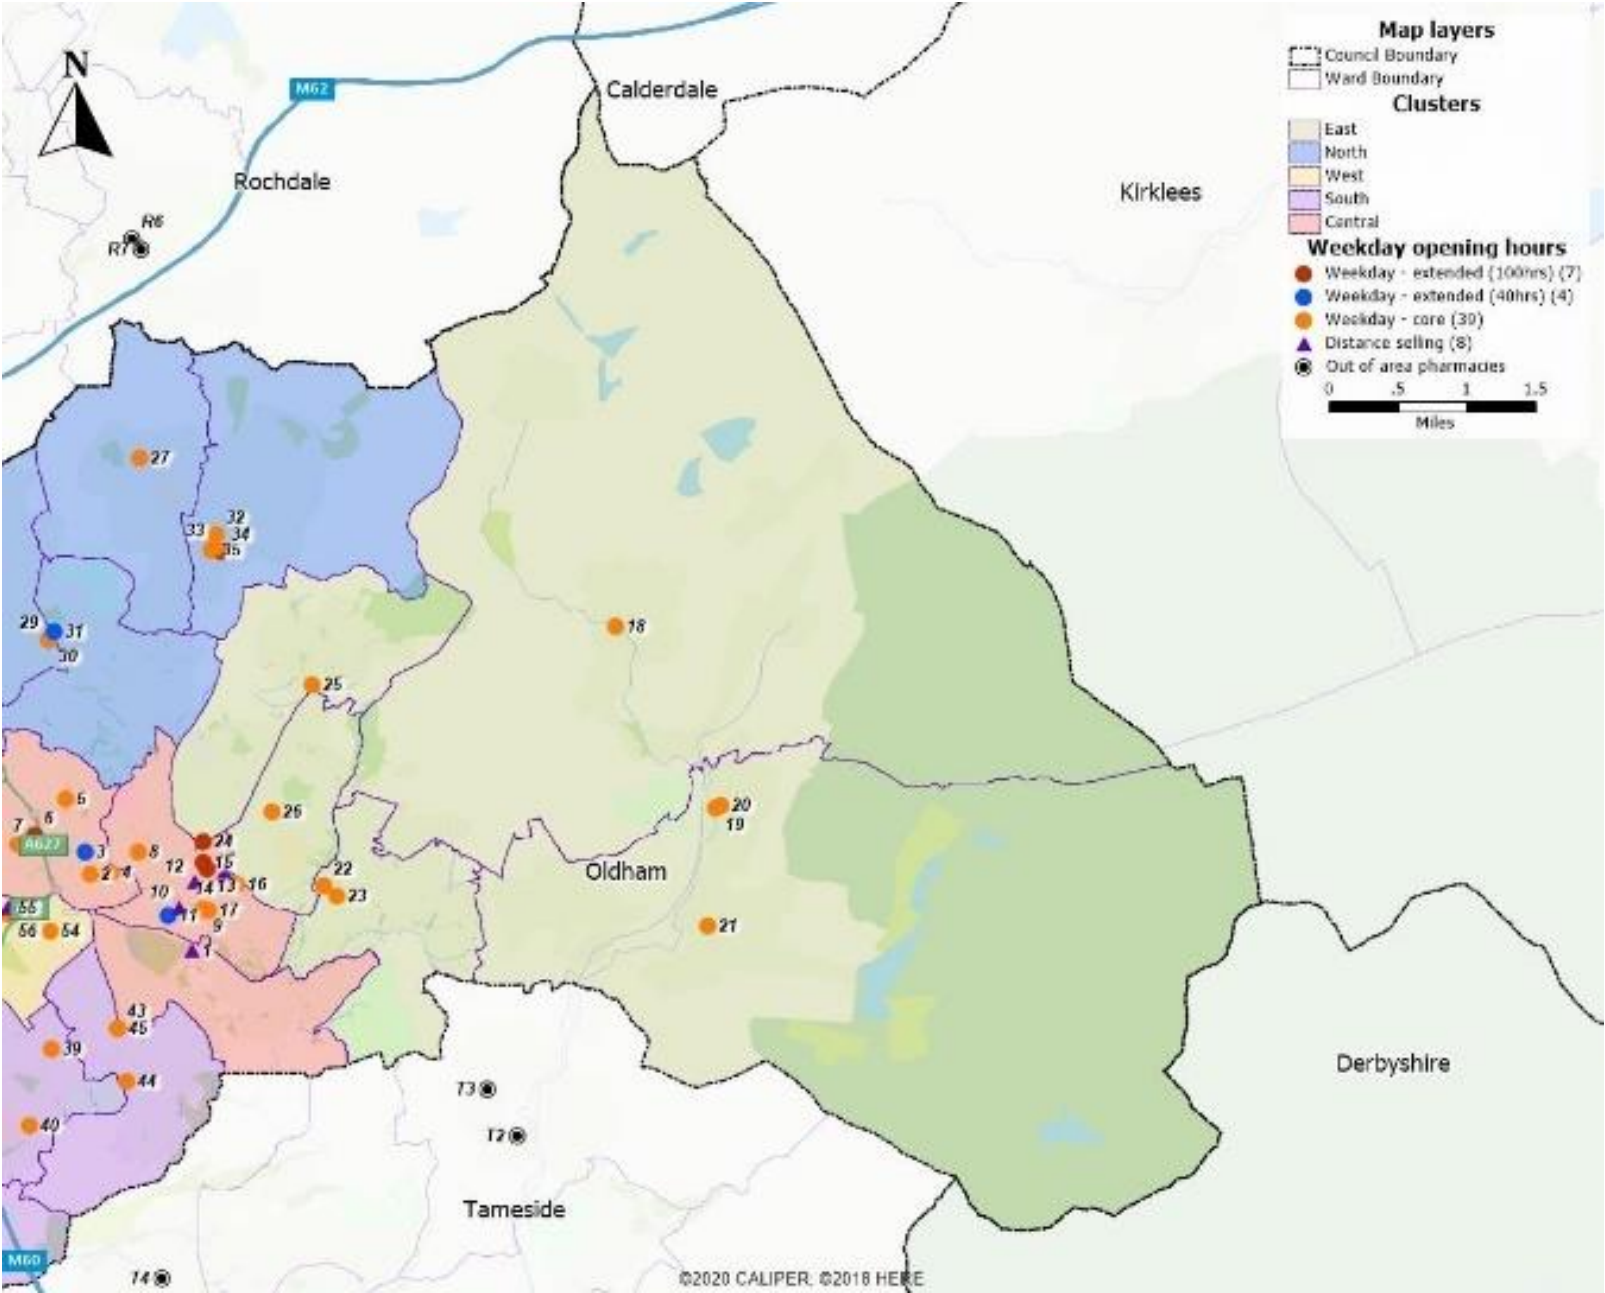 Map layers
Council Boundary
Ward Boundary
Clusters
East
North
West
South
Central
Weekday opening hours
Weekday - extended (100hrs) (7)
Weekday - extended (40hrs) (4)
Weekday - core (39)
Distance selling (8)
Out of area pharmacies
0 .5 1 1.5
Miles
N
M62
Calderdale
Rochdale
Kirklees
R6
R7
27
32
33
34
35
29
31
30
18
25
5
26
20
19
7
6
A627
24
3
8
12
15
2
4
14
13
16
22
23
Oldham
10
55
11
17
9
56
54
1
21
43
45
39
44
40
T3
T2
Derbyshire
Tameside
M60
T4
©2020 CALIPER, ©2018 HERE